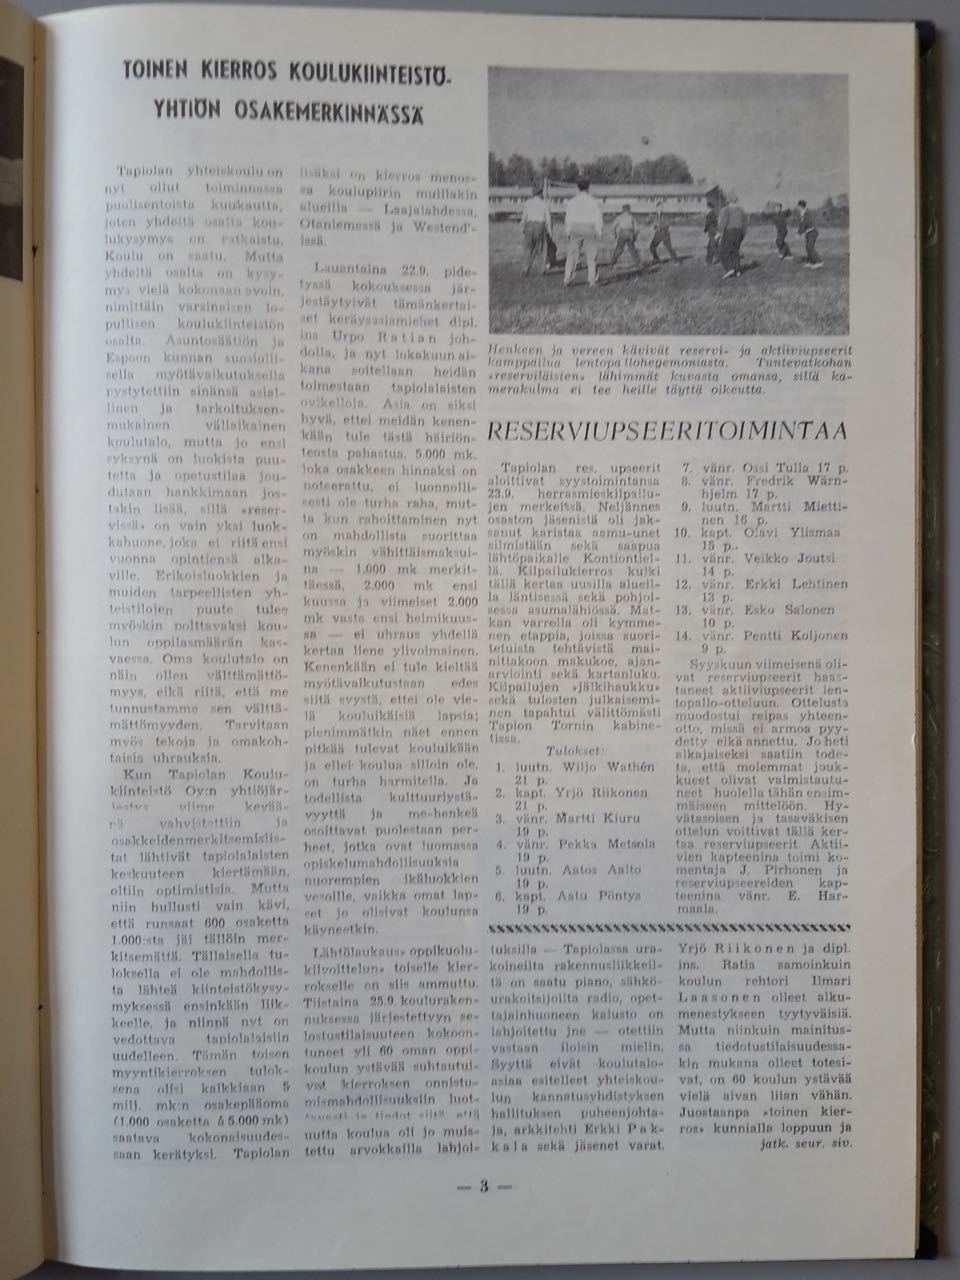 TOINEN KIERROS KOULUKIINTEISTÖ-
YHTIÖN OSAKEMERKINNÄSSÄ
Tapiolan yhteiskoulu on
nyt ollut toiminnassa
puolisentoista kuukautta,
joten yhdeltä osalta kou-
lukysymys on ratkaistu.
Koulu on saatu. Mutta
yhdeltä osalta on kysy-
mys vielä kokonaan avoin,
nimittäin varsinaisen lo-
pullisen koulukiinteistön
osalta. Asuntosäätiön ja
Espoon kunnan suosiolli-
sella myötävaikutuksella
pystytettiin sinänsä asial-
linen ja tarkoituksen-
mukainen väliaikainen
koulutalo, mutta jo ensi
syksynä on luokista puu-
tetta ja opetustilaa jou-
dutaan hankkimaan jos-
takin lisää, sillä »reser-
vissä» on vain yksi luok-
kahuone, joka ei riitä ensi
vuonna opintiensä alka-
ville. Erikoisluokkien ja
muiden tarpeellisten yh-
teistilojen puute tulee
myöskin polttavaksi kou-
lun oppilasmäärän kas-
vaessa. Oma koulutalo on
näin ollen välttämättö-
myys, eikä riitä, että me
tunnustamme sen vältta-
mättömyyden. Tarvitaan
myös tekoja ja omakoh-
taisia uhrauksia.
Kun Tapiolan Koulu-
kiinteistö Oy:n yhtiöjär-
jestys viime kevää-
nä vahvistettiin ja
osakkeidenmerkitsemislis-
tat lähtivät tapiolalaisten
keskuuteen kiertämään,
oltiin optimistisia. Mutta
niin hullusti vain kävi,
että runsaat 600 osaketta
1.000:sta jäi tällöin mer-
kitsemättä. Tällaisella tu-
loksella ei ole mahdollis-
ta lähteä kiinteistökysy-
myksessä ensinkään liik-
keelle, ja niinpä nyt on
vedottava tapiolalaisiin
uudelleen. Tämän toisen
myyntikierroksen tulok-
sena olisi kaikkiaan 5
milj. mk:n osakepääoma
(1.000 osaketta à 5.000 mk)
saatava kokonaisuudes-
saan kerätyksi. Tapiolan
lisäksi on kierros menos-
sa koulupiirin muillakin
alueilla — Laajalahdessa,
Otaniemessä ja Westend'-
issä.
Lauantaina 22.9. pide-
tyssä kokouksessa jär-
jestäytyivät tämänkertai-
set keräysasiamiehet dipl.
ins Urpo Ratian joh-
dolla, ja nyt lokakuun ai-
kana soitellaan heidän
toimestaan tapiolalaisten
ovikelloja. Asia on siksi
hyvä, ettei meidän kenen-
kään tule tästä häiriön-
teosta pahastua. 5.000 mk,
joka osakkeen hinnaksi on
noteerattu, ei luonnolli-
sesti ole turha raha, mut-
ta kun rahoittaminen nyt
on mahdollista suorittaa
myöskin vähittäismaksui-
na — 1.000 mk merkit-
täessä, 2.000 mk ensi
kuussa ja viimeiset 2.000
mk vasta ensi helmikuus-
sa — ei uhraus yhdellä
kertaa liene ylivoimainen.
Kenenkään ei tule kieltää
myötävaikutustaan edes
siitä syystä, ettei ole vie-
lä kouluikäisiä lapsia;
pienimmätkin näet ennen
pitkää tulevat kouluikään
ja ellei koulua silloin ole,
on turha harmitella. Ja
todellista kulttuuriystä-
vyyttä ja me-henkeä
osoittavat puolestaan per-
heet, jotka ovat luomassa
opiskelumahdollisuuksia
nuorempien ikäluokkien
vesoille, vaikka omat lap-
set jo olisivat koulunsa
käyneetkin.
Lähtölaukaus oppikoulu-
kilvoittelun» toiselle kier-
rokselle on siis ammuttu.
Tiistaina 25.9. kouluraken-
nuksessa järjestettyyn se-
lostustilaisuuteen kokoon-
tuneet yli 60 oman oppi-
koulun ystävää suhtautui-
vat kierroksen onnistu-
mismahdollisuuksiin luot-
tavasti ja tiedot siitä että
uutta koulua oli jo muis-
tettu arvokkailla lahjoi-
Henkeen ja vereen kävivät reservi- ja aktiiviupseerit
kamppailua lentopallohegemoniasta. Tuntevatkohan
»reserviläisten» lähimmät kuvasta omansa, sillä ka-
merakulma ei tee heille täyttä oikeutta.
RESERVIUPSEERITOIMINTAA
Tapiolan res. upseerit
aloittivat syystoimintansa
23.9. herrasmieskilpailu-
jen merkeissä. Neljännes
osaston jäsenistä oli jak-
sanut karistaa aamu-unet
silmistään sekä saapua
lähtöpaikalle Kontiontiel-
lä. Kilpailukierros kulki
tällä kertaa uusilla alueil-
la läntisessä sekä pohjoi-
sessa asumalähiössä. Mat-
kan varrella oli kymme-
nen etappia, joissa suori-
tetuista tehtävistä mai-
nittakoon makukoe, ajan-
arviointi sekä kartanluku.
Kilpailujen »jälkihaukku»
sekä tulosten julkaisemi-
nen tapahtui välittömästi
Tapion Tornin kabine-
tissa.
Tulokset:
1. luutn. Wiljo Wathén
21 p.
2. kapt. Yrjö Riikonen
21 p.
3. vänr. Martti Kiuru
19 p.
4. vänr. Pekka Metsola
19 p.
5. luutn. Aatos Aalto
19 p.
6. kapt. Aatu Pöntys
19 p.
7. vänr. Ossi Tulla 17 p.
8. vänr. Fredrik Wärn-
hjelm 17 p.
9. luutn. Martti Mietti-
nen 16 p.
10. kapt. Olavi Ylismaa
15 p.
11. vänr. Veikko Joutsi
14 p.
12. vänr. Erkki Lehtinen
13 p.
13. vänr. Esko Salonen
10 p.
14. vänr. Pentti Koljonen
9 p.
Syyskuun viimeisenä oli-
vat reserviupseerit haas-
taneet aktiiviupseerit len-
topallo-otteluun. Ottelusta
muodostui reipas yhteen-
otto, missä ei armoa pyy-
detty eikä annettu. Jo heti
alkajaiseksi saatiin tode-
ta, että molemmat jouk-
kueet olivat valmistautu-
neet huolella tähän ensim-
mäiseen mittelöön. Hy-
vätasoisen ja tasaväkisen
ottelun voittivat tällä ker-
taa reserviupseerit. Aktii-
vien kapteenina toimi ko-
mentaja J. Pirhonen ja
reserviupseereiden kap-
teenina vänr. E. Har-
maala.
tuksilla — Tapiolassa ura-
koineilta rakennusliikkeil-
tä on saatu piano, sähkö-
urakoitsijoilta radio, opet-
tajainhuoneen kalusto on
lahjoitettu jne — otettiin
vastaan iloisin mielin.
Syyttä eivät koulutalo-
asiaa esitelleet yhteiskou-
lun kannatusyhdistyksen
hallituksen puheenjohta-
ja, arkkitehti Erkki Pak-
kala sekä jäsenet varat.
Yrjö Riikonen ja dipl.
ins. Ratia samoinkuin
koulun rehtori Ilmari
Laasonen olleet alku-
menestykseen tyytyväisiä.
Mutta niinkuin mainitus-
sa tiedotustilaisuudessa-
kin mukana olleet totesi-
vat, on 60 koulun ystävää
vielä aivan liian vähän.
Juostaanpa »toinen kier-
ros» kunnialla loppuun ja
jatk. seur. siv.
— 3 —